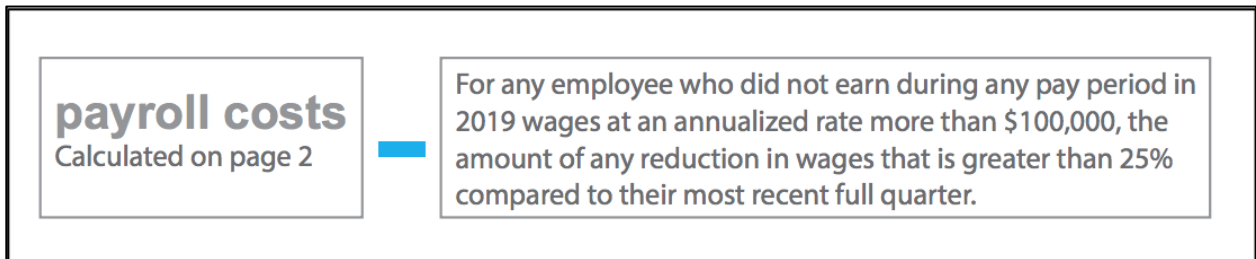 payroll costs
Calculated on page 2
For any employee who did not earn during any pay period in
2019 wages at an annualized rate more than $100,000, the
amount of any reduction in wages that is greater than 25%
compared to their most recent full quarter.